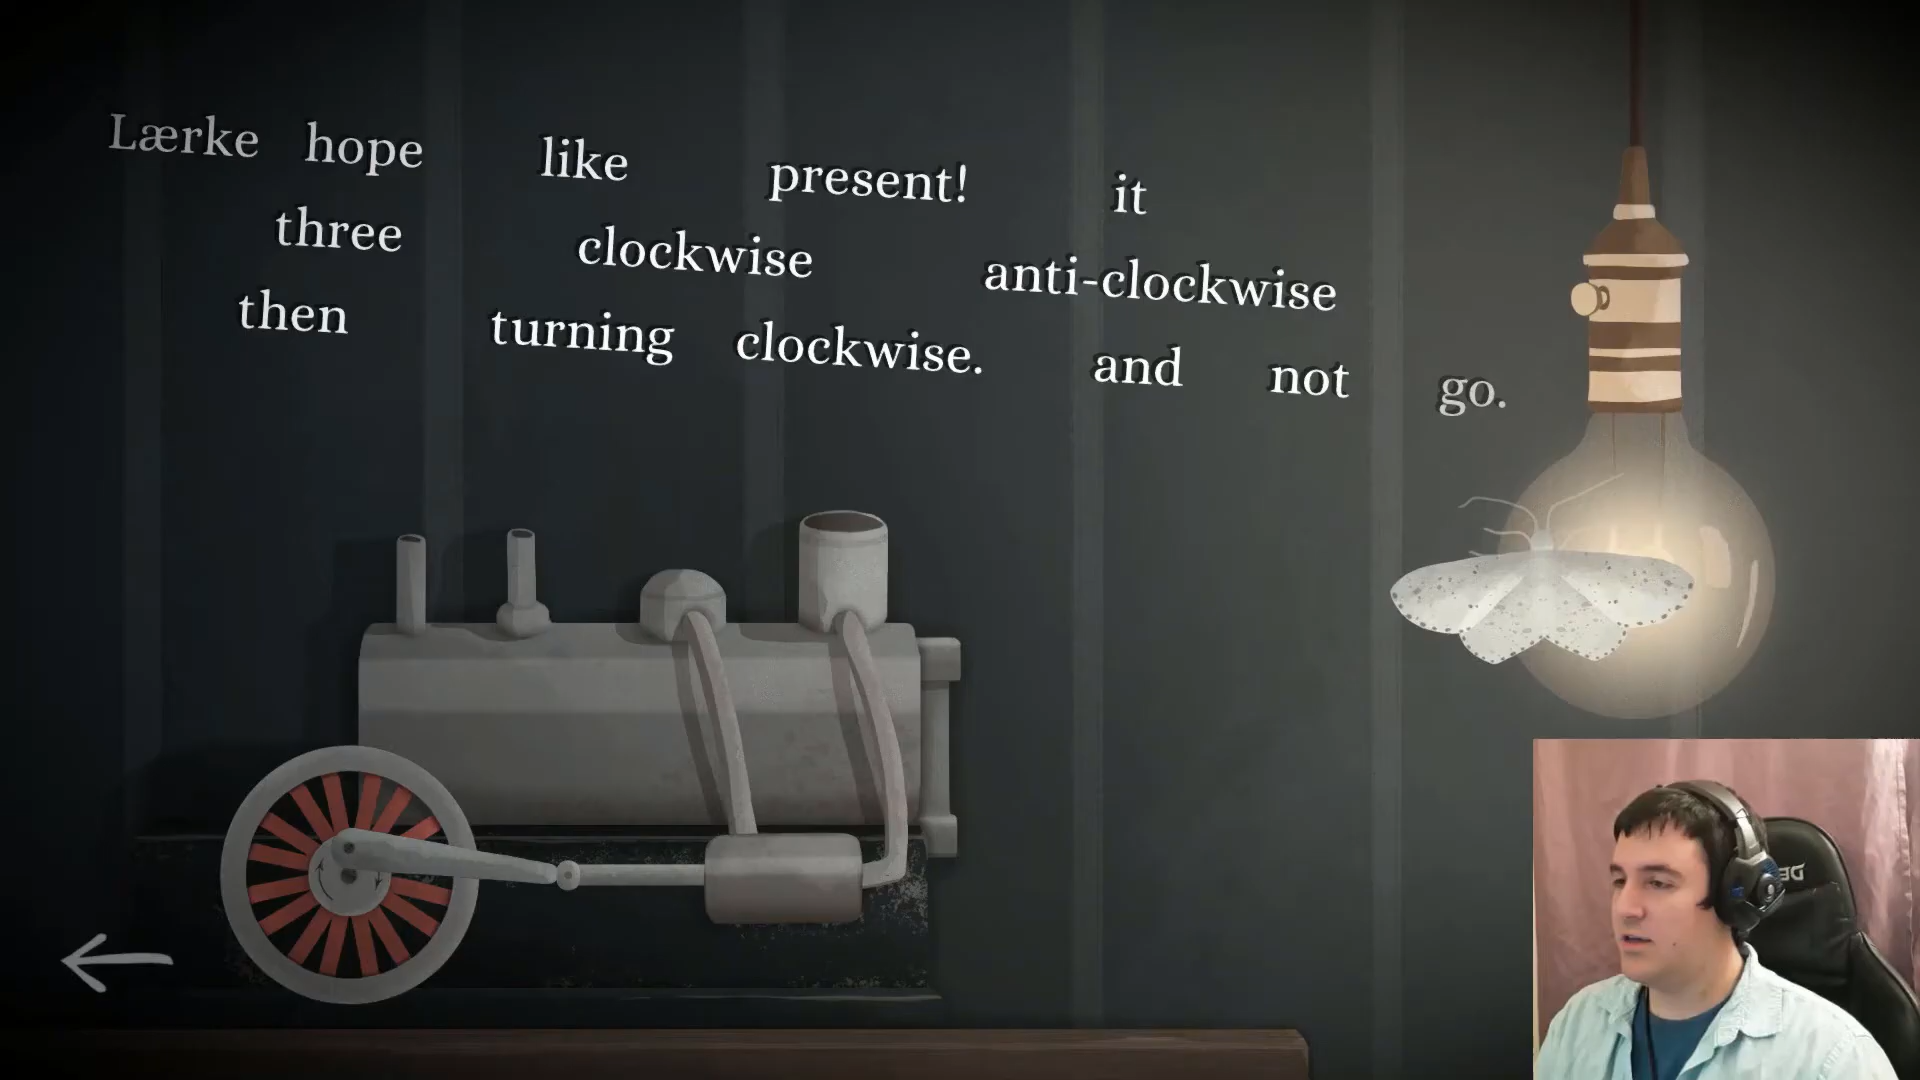 Lærke hope like present! it
three clockwise anti-clockwise
then turning clockwise. and not go.